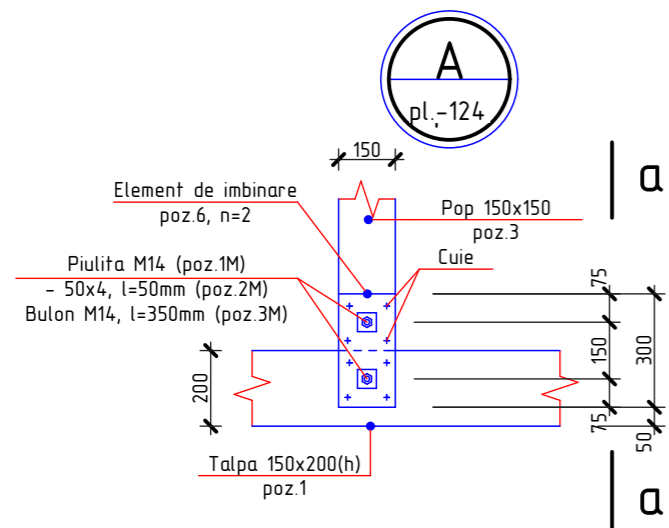 A
pl.,-124
150
a
Element de imbinare
poz.6, n=2
Pop 150x150
poz.3
Piulita M14 (poz.1M)
- 50x4, l=50mm (poz.2M)
Bulon M14, l=350mm (poz.3M)
Cuie
75
150
300
200
75
50
Talpa 150x200(h)
poz.1
a